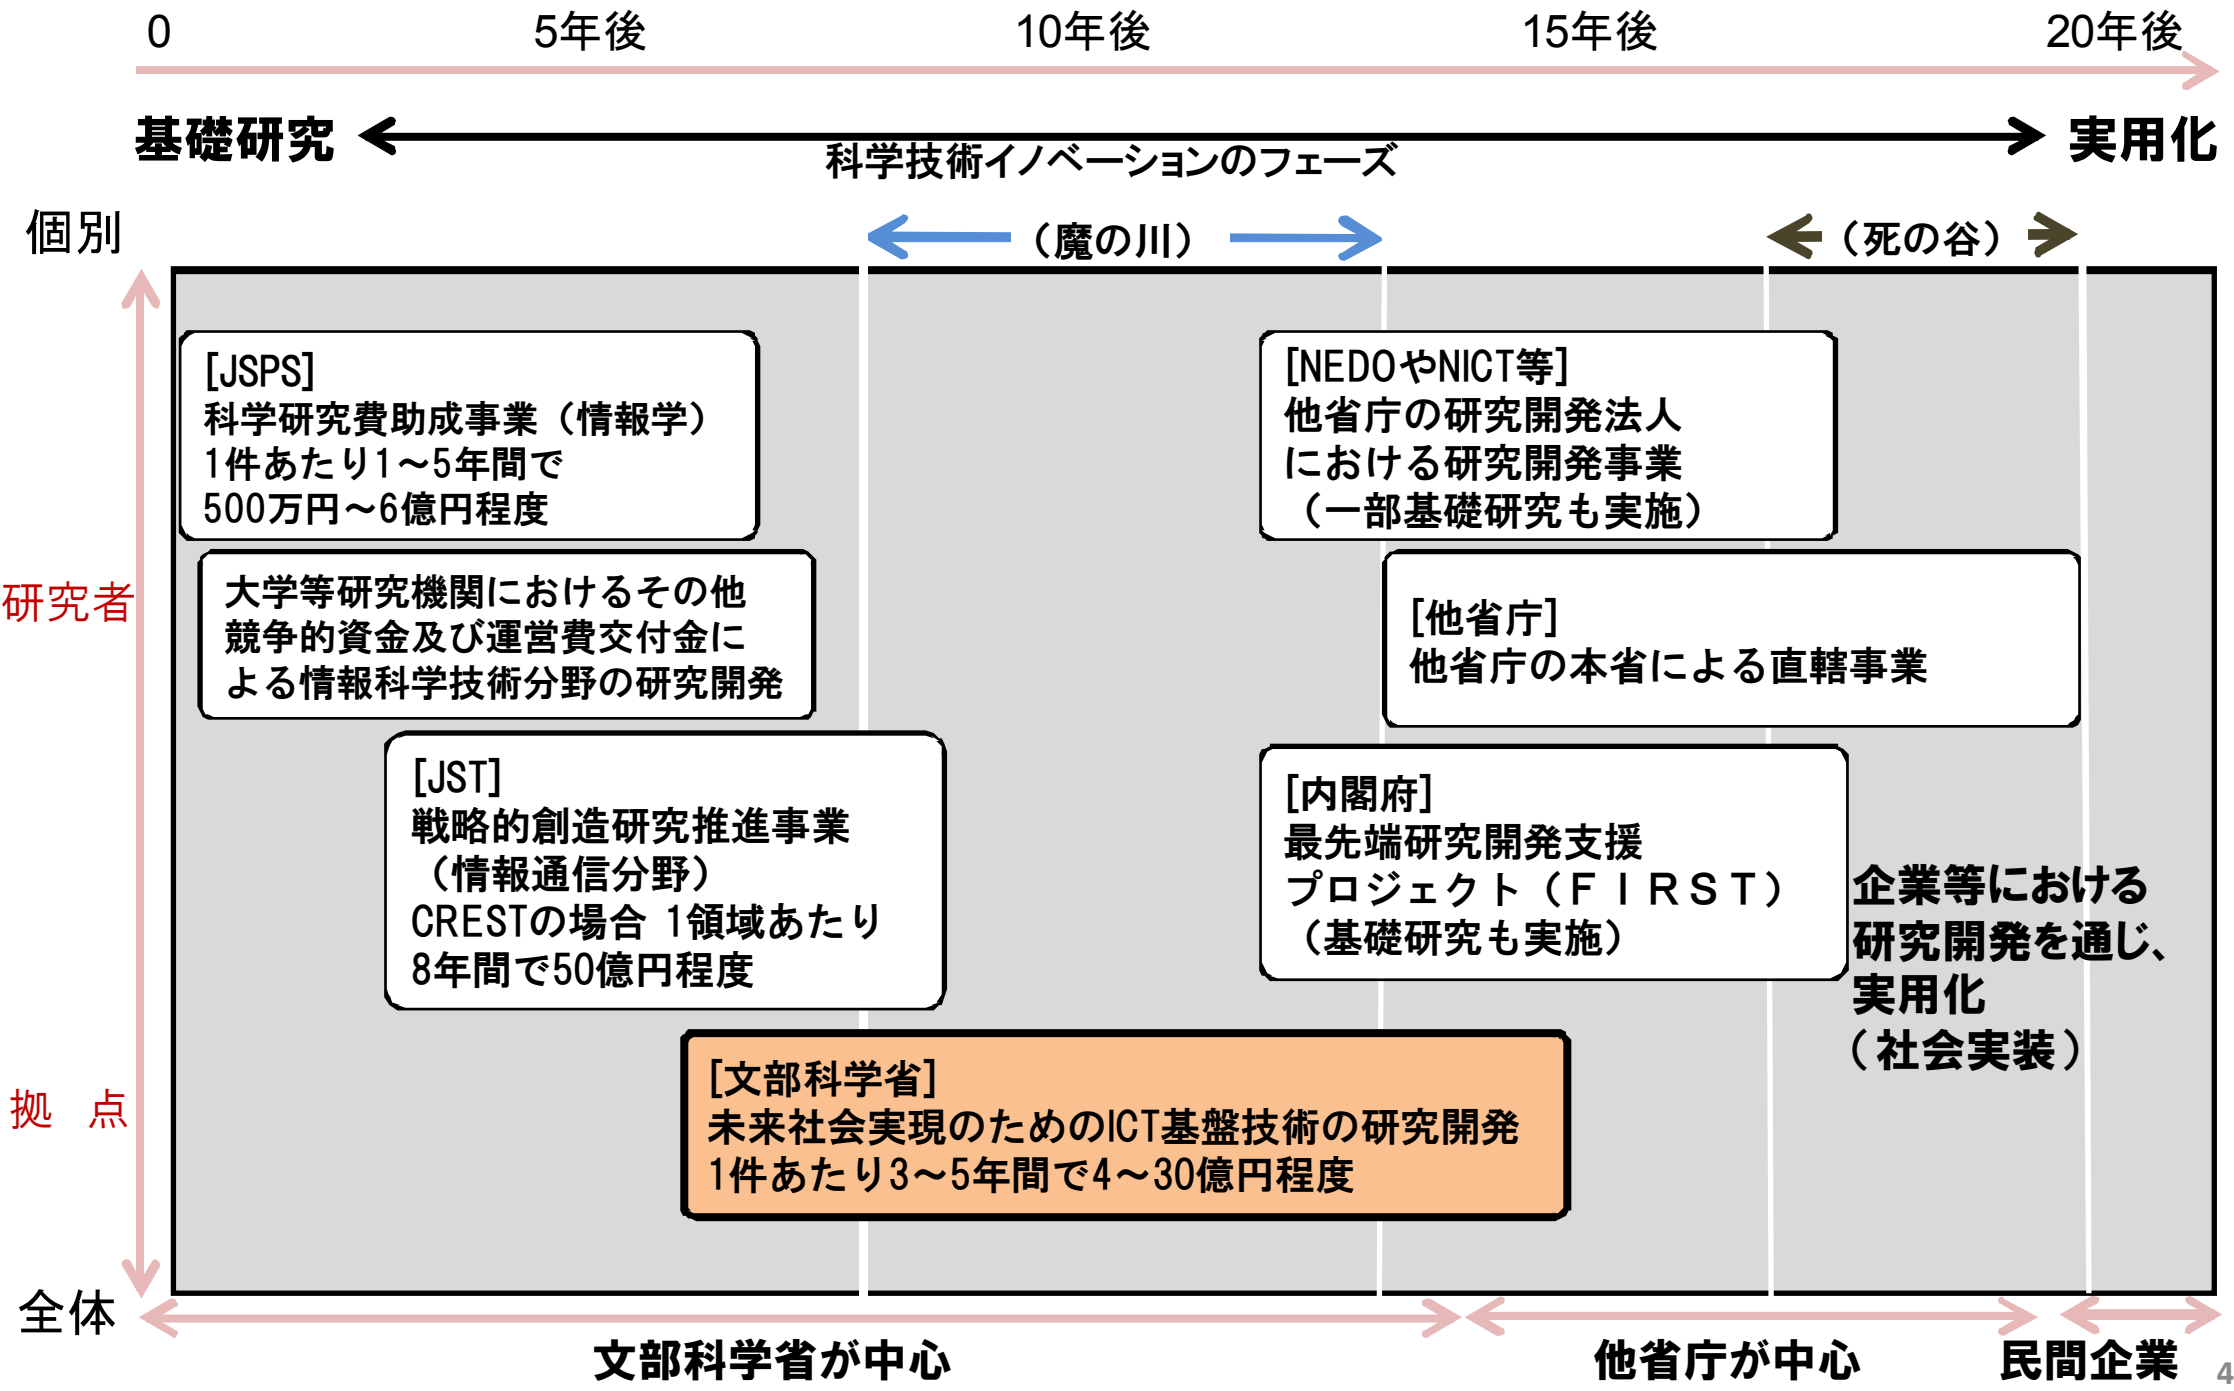 0 5年後 10年後 15年後 20年後
基礎研究 実用化
科学技術イノベーションのフェーズ
個別
（魔の川） （死の谷）
[JSPS]
科学研究費助成事業（情報学）
1件あたり1～5年間で
500万円～6億円程度
[NEDOやNICT等]
他省庁の研究開発法人
における研究開発事業
（一部基礎研究も実施）
研究者
大学等研究機関におけるその他
競争的資金及び運営費交付金に
よる情報科学技術分野の研究開発
[他省庁]
他省庁の本省による直轄事業
[JST]
戦略的創造研究推進事業
（情報通信分野）
CRESTの場合 1領域あたり
8年間で50億円程度
[内閣府]
最先端研究開発支援
プロジェクト（ＦＩＲＳＴ）
（基礎研究も実施）
企業等における
研究開発を通じ、
実用化
（社会実装）
拠　点
[文部科学省]
未来社会実現のためのICT基盤技術の研究開発
1件あたり3～5年間で4～30億円程度
全体
文部科学省が中心 他省庁が中心 民間企業
4